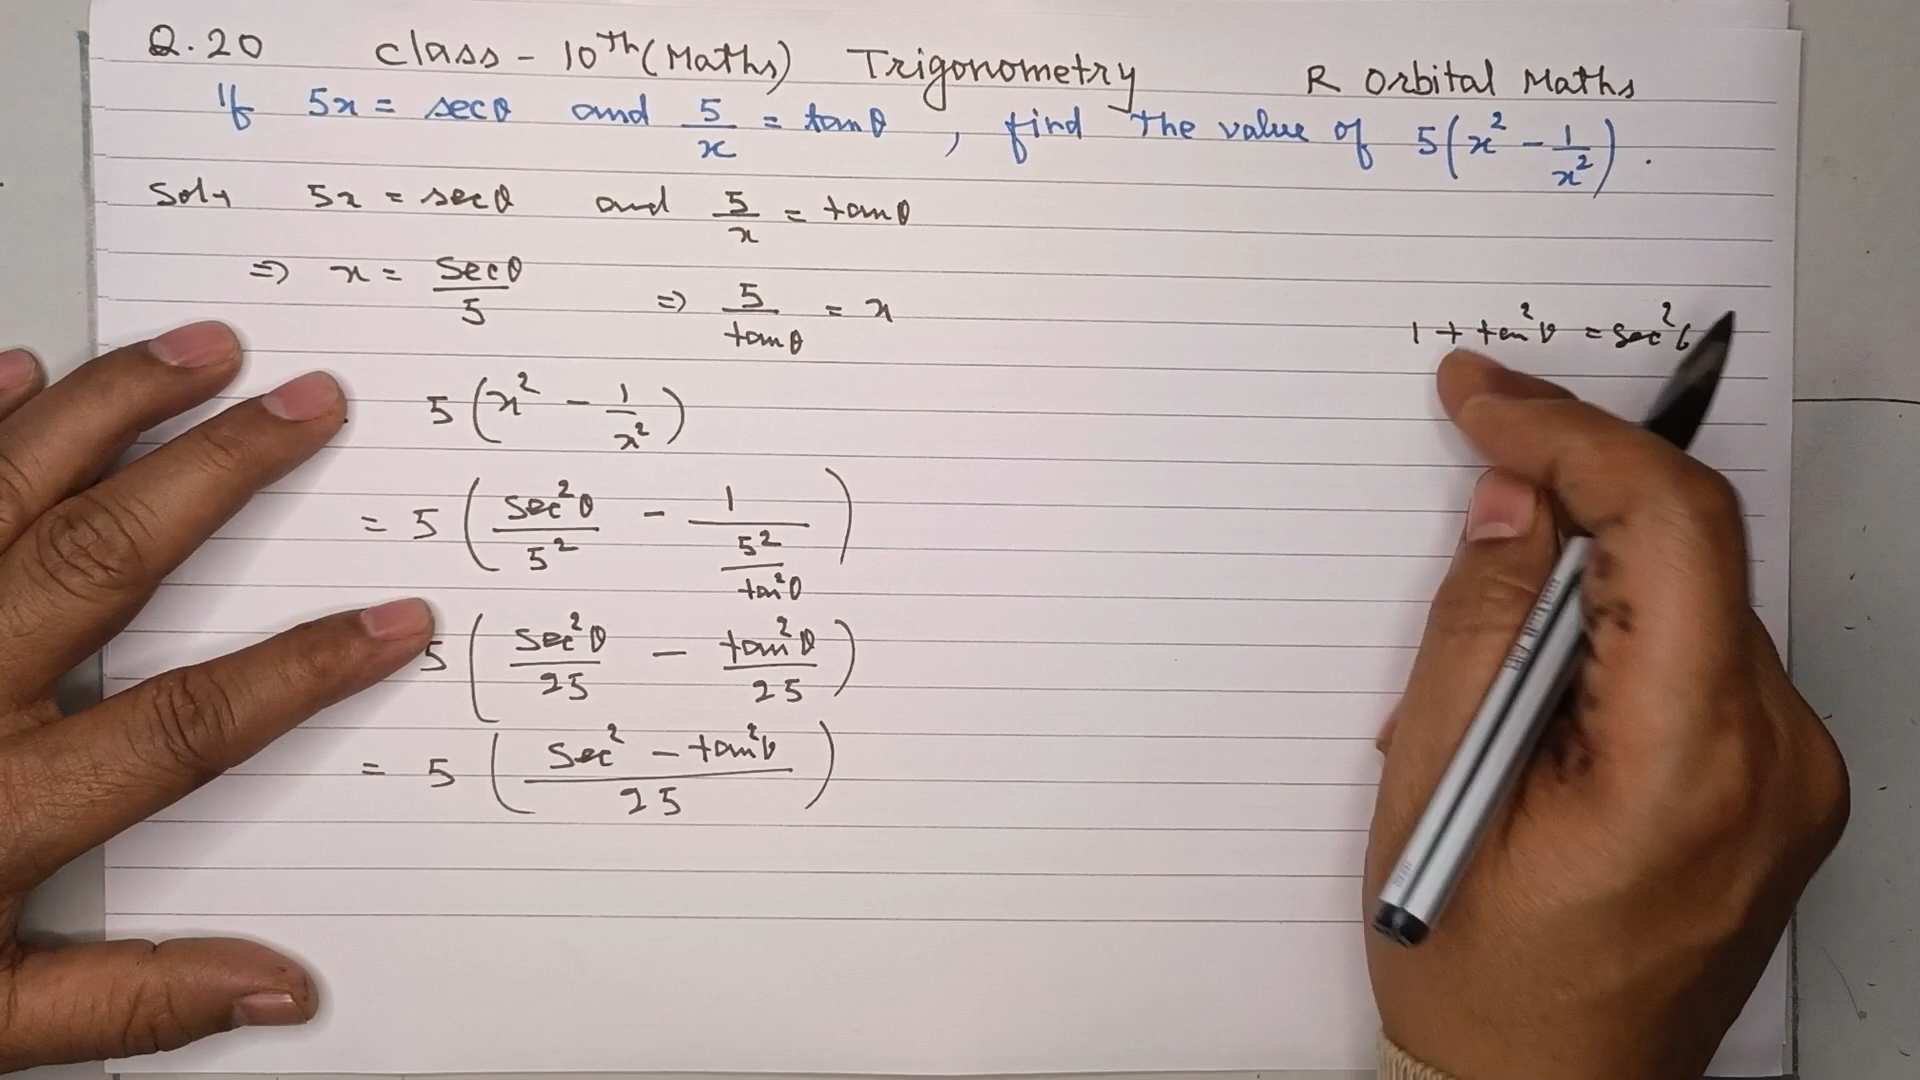 Q.20 Class - 10th (Maths) Trigonometry R Orbital Maths
If 5x = secθ and 5/x = tanθ , find the value of 5(x² - 1/x²) .
Soln 5x = secθ and 5/x = tanθ
⇒ x = secθ/5 ⇒ 5/tanθ = x
1 + tan²θ = sec²θ
5(x² - 1/x²)
= 5(sec²θ/5² - 1/(5²/tan²θ))
5(sec²θ/25 - tan²θ/25)
= 5((sec² - tan²θ)/25)